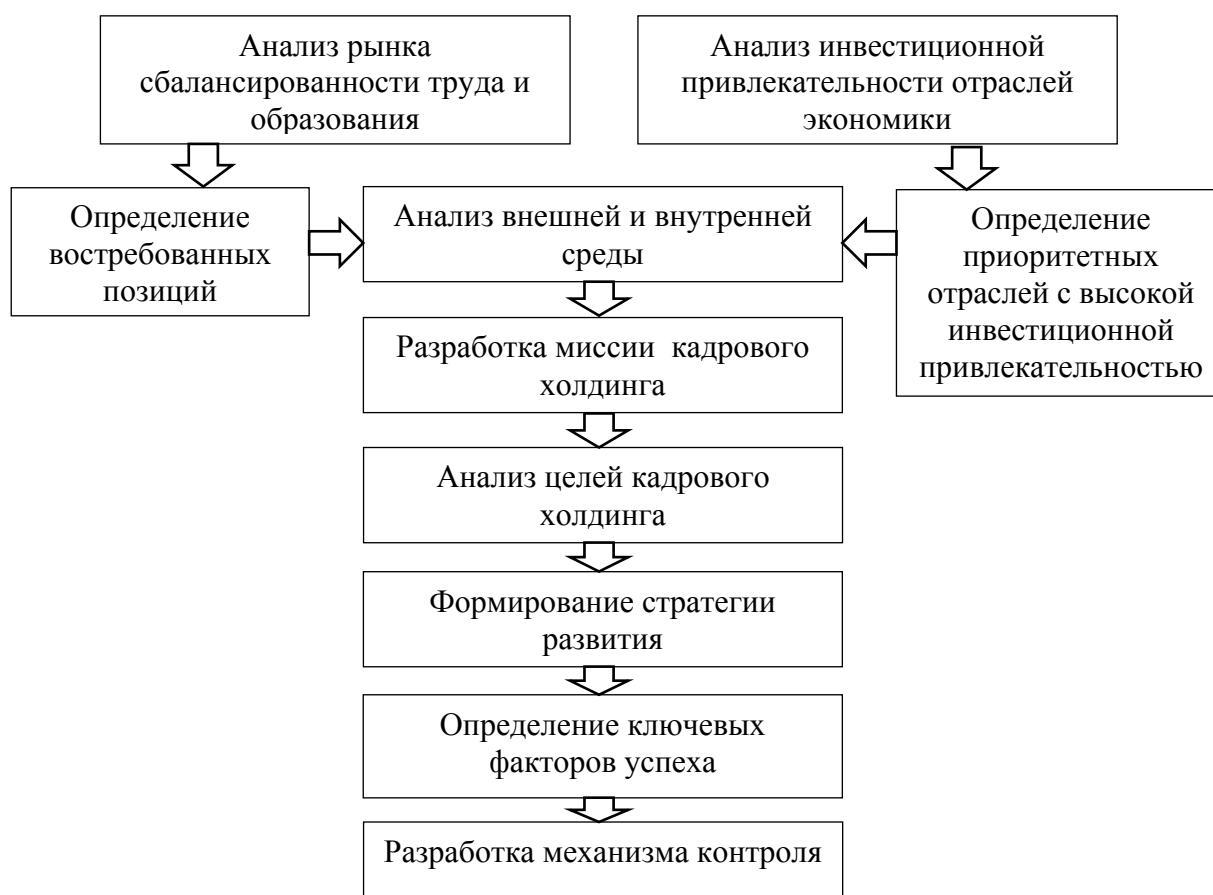 Анализ рынка
сбалансированности труда и
образования
Анализ инвестиционной
привлекательности отраслей
экономики
Определение
востребованных
позиций
Анализ внешней и внутренней
среды
Определение
приоритетных
отраслей с высокой
инвестиционной
привлекательностью
Разработка миссии кадрового
холдинга
Анализ целей кадрового
холдинга
Формирование стратегии
развития
Определение ключевых
факторов успеха
Разработка механизма контроля